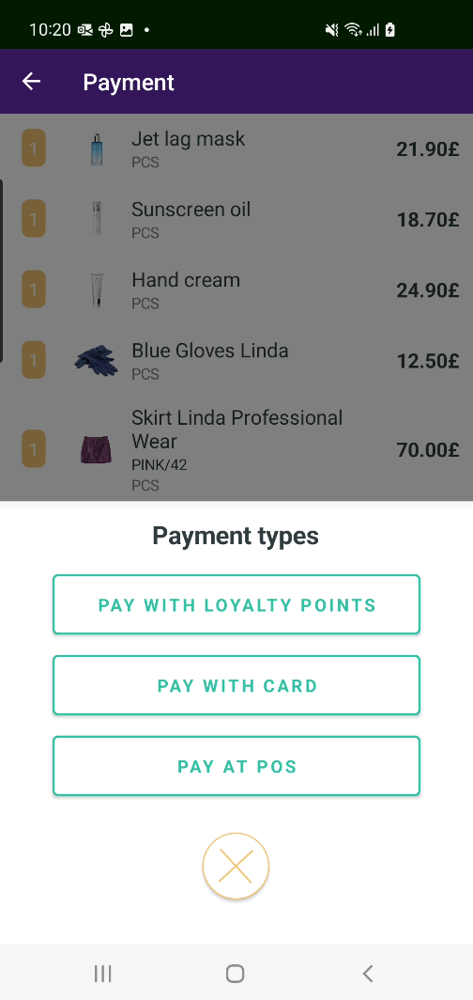 10:20
Payment
1
Jet lag mask
PCS
21.90£
1
Sunscreen oil
PCS
18.70£
1
Hand cream
PCS
24.90£
1
Blue Gloves Linda
PCS
12.50£
1
Skirt Linda Professional
Wear
PINK/42
PCS
70.00£
Payment types
PAY WITH LOYALTY POINTS
PAY WITH CARD
PAY AT POS